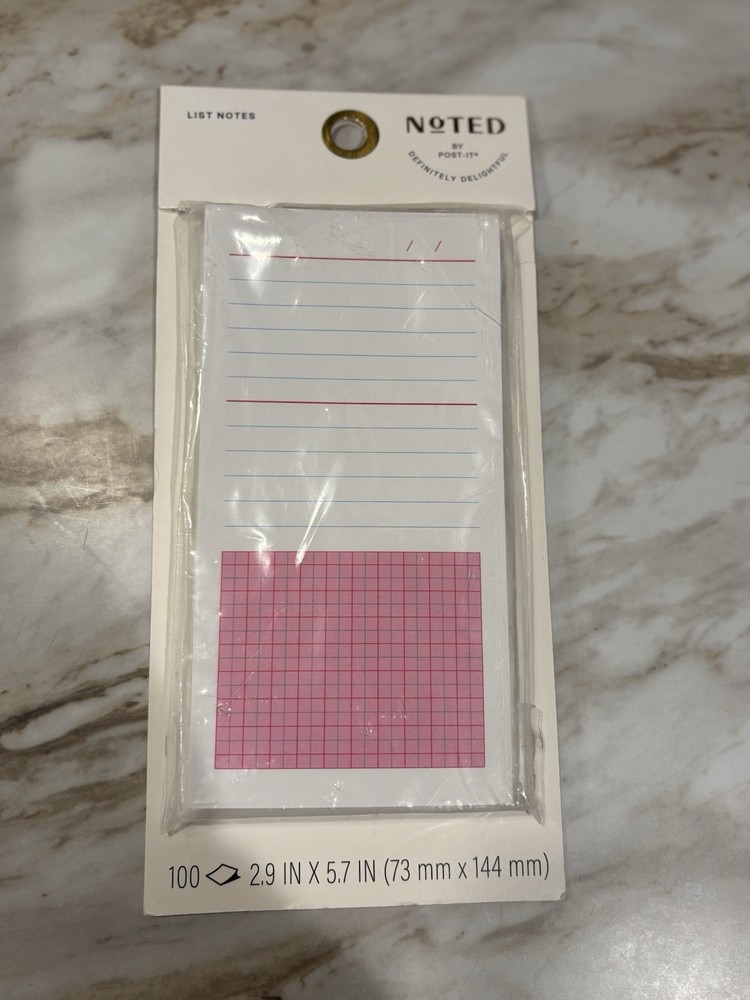 LIST NOTES
NOTED
BY
POST-IT®
DEFINITELY DELIGHTFUL
/ /
100 2.9 IN X 5.7 IN (73 mm x 144 mm)